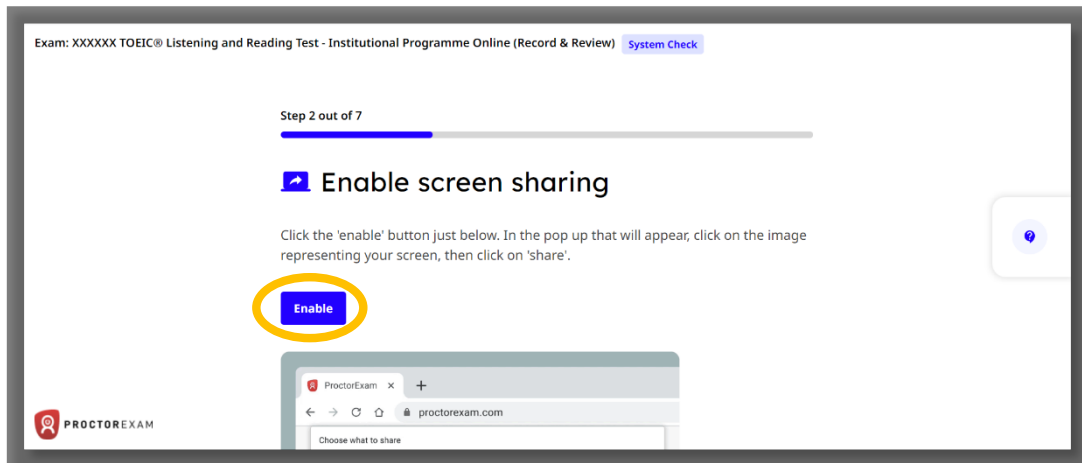 Exam: XXXXXX TOEIC® Listening and Reading Test - Institutional Programme Online (Record & Review) System Check
Step 2 out of 7
Enable screen sharing
Click the 'enable' button just below. In the pop up that will appear, click on the image
representing your screen, then click on 'share'.
Enable
ProctorExam
proctorexam.com
Choose what to share
PROCTOREXAM